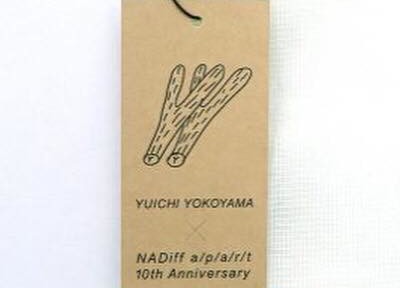 Y Y
YUICHI YOKOYAMA
×
NADiff a/p/a/r/t
10th Anniversary